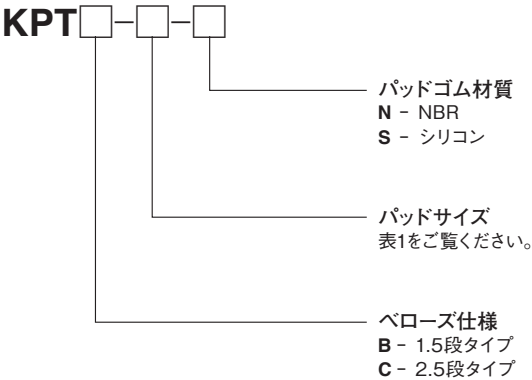 KPT□-□-□
パッドゴム材質
N - NBR
S - シリコン
パッドサイズ
表1をご覧ください。
ベローズ仕様
B - 1.5段タイプ
C - 2.5段タイプ